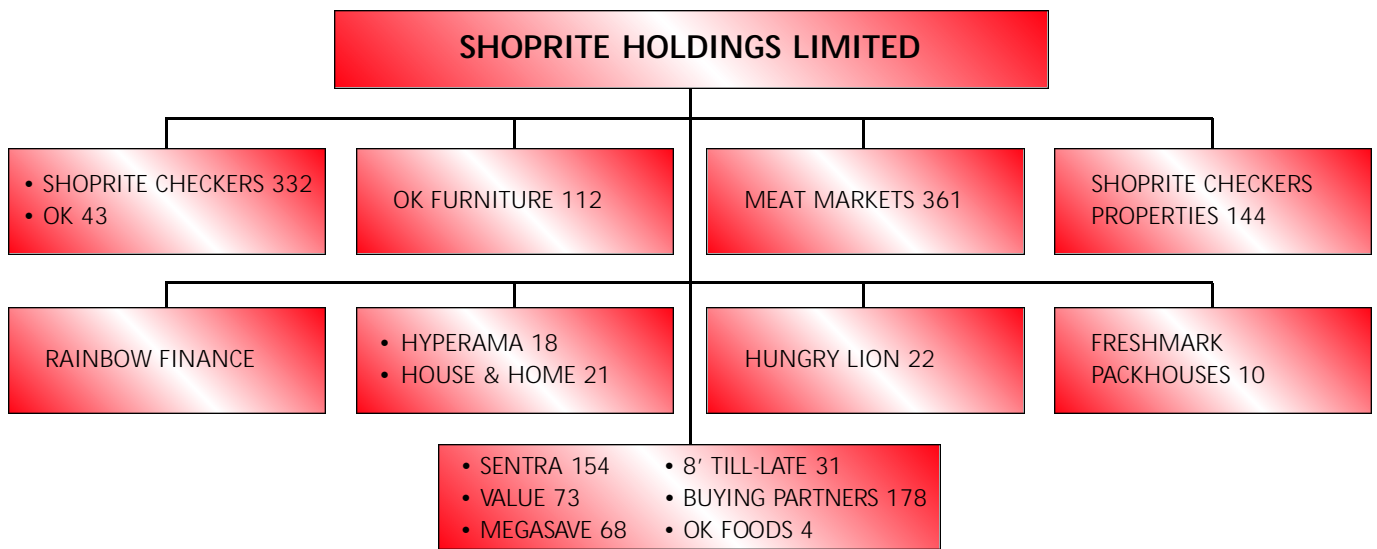 SHOPRITE HOLDINGS LIMITED
• SHOPRITE CHECKERS 332
• OK 43
OK FURNITURE 112
MEAT MARKETS 361
SHOPRITE CHECKERS
PROPERTIES 144
RAINBOW FINANCE
• HYPERAMA 18
• HOUSE & HOME 21
HUNGRY LION 22
FRESHMARK
PACKHOUSES 10
• SENTRA 154
• VALUE 73
• MEGASAVE 68
• 8’ TILL-LATE 31
• BUYING PARTNERS 178
• OK FOODS 4